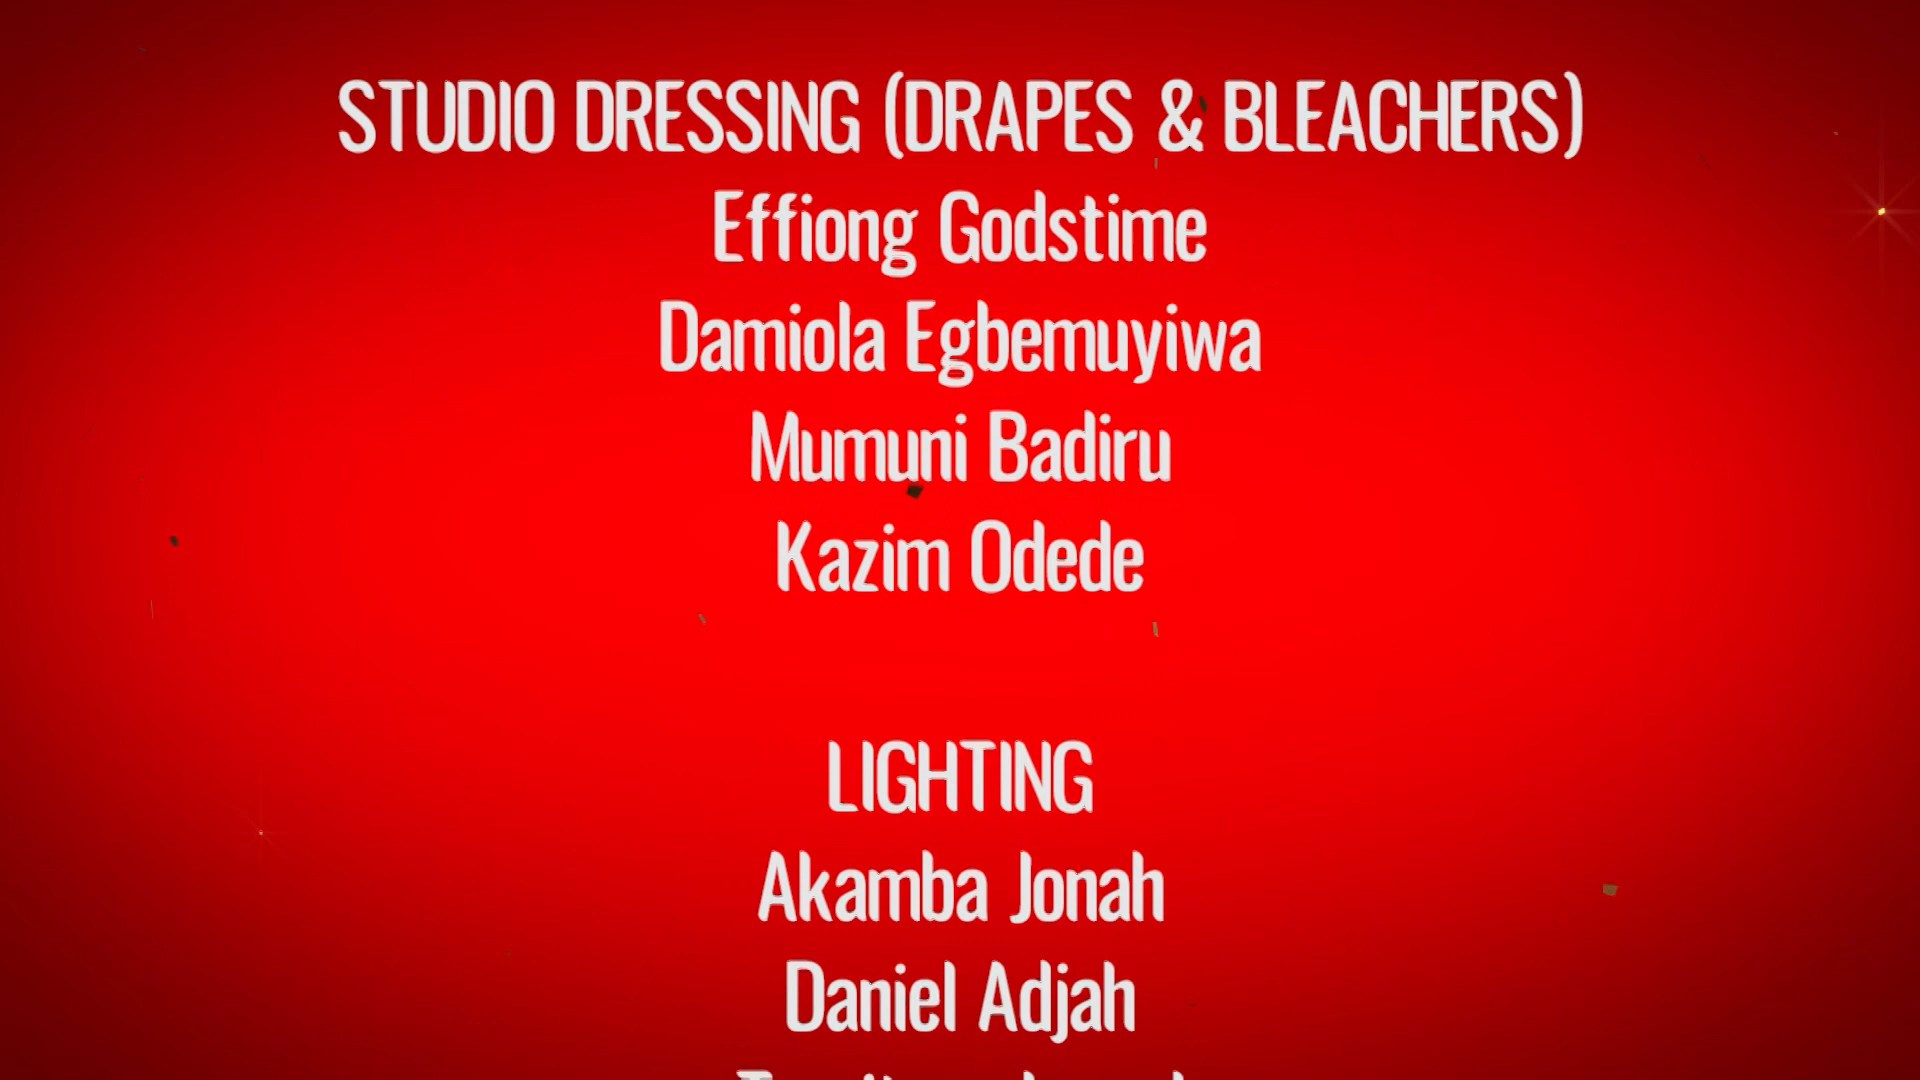 STUDIO DRESSING (DRAPES & BLEACHERS)
Effiong Godstime
Damiola Egbemuyiwa
Mumuni Badiru
Kazim Odede
LIGHTING
Akamba Jonah
Daniel Adjah